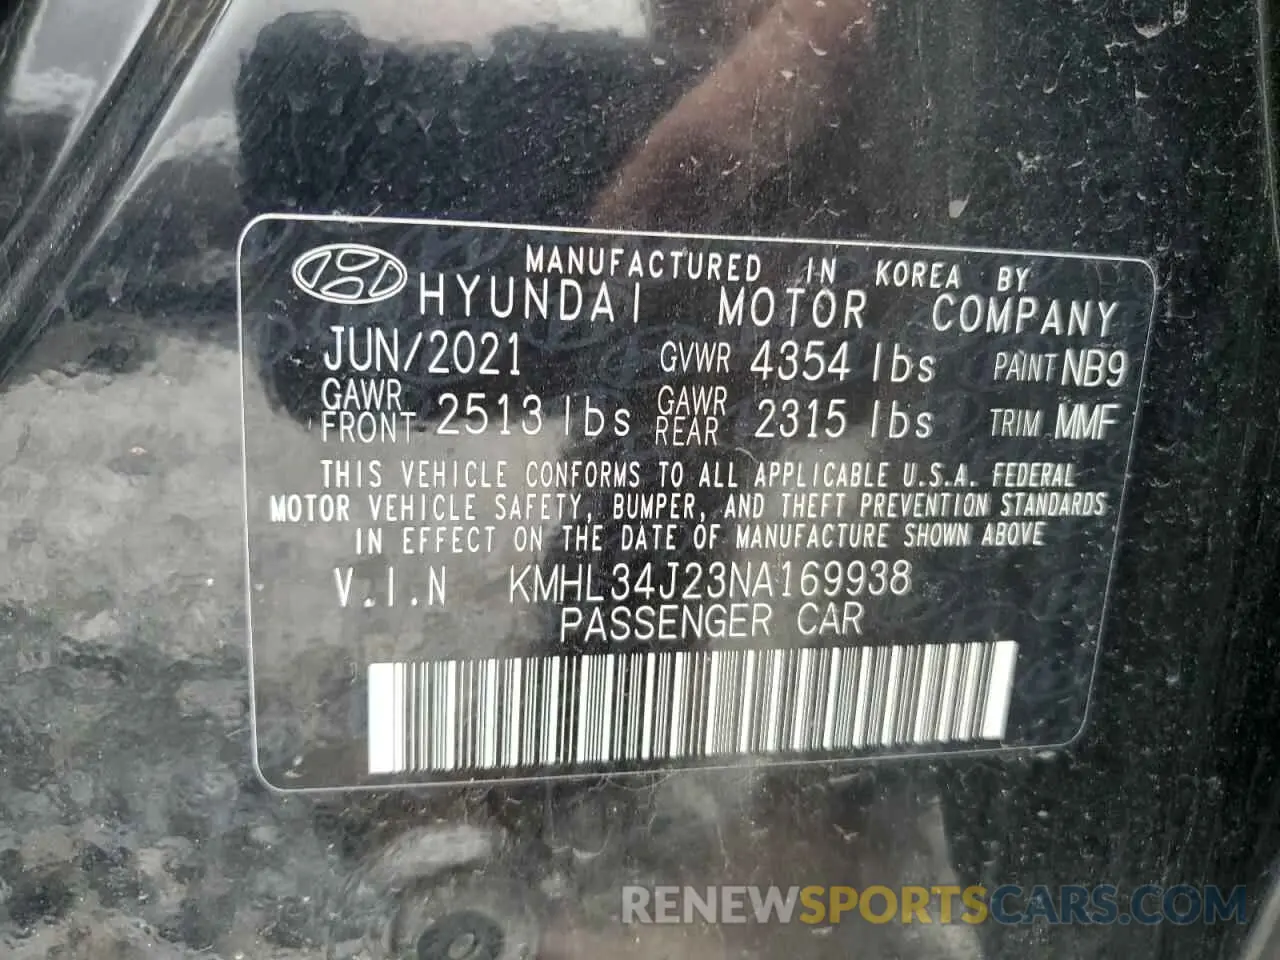 MANUFACTURED IN KOREA BY
HYUNDAI MOTOR COMPANY
JUN/2021 GVWR 4354 lbs PAINT NB9
GAWR FRONT 2513 lbs GAWR REAR 2315 lbs TRIM MMF
THIS VEHICLE CONFORMS TO ALL APPLICABLE U.S.A. FEDERAL
MOTOR VEHICLE SAFETY, BUMPER, AND THEFT PREVENTION STANDARDS
IN EFFECT ON THE DATE OF MANUFACTURE SHOWN ABOVE
V.I.N KMHL34J23NA169938
PASSENGER CAR
RENEWSPORTSCARS.COM